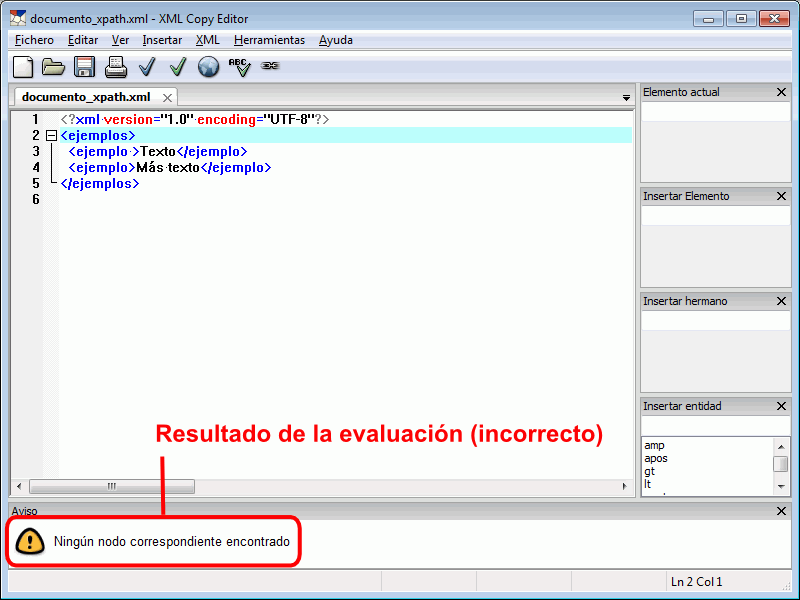 documento_xpath.xml - XML Copy Editor
Fichero Editar Ver Insertar XML Herramientas Ayuda
ABC
documento_xpath.xml
1 <?xml version="1.0" encoding="UTF-8"?>
2 <ejemplos>
3 <ejemplo >Texto</ejemplo>
4 <ejemplo>Más texto</ejemplo>
5 </ejemplos>
6
Elemento actual
Insertar Elemento
Insertar hermano
Insertar entidad
amp
apos
gt
lt
Resultado de la evaluación (incorrecto)
Aviso
Ningún nodo correspondiente encontrado
Ln 2 Col 1